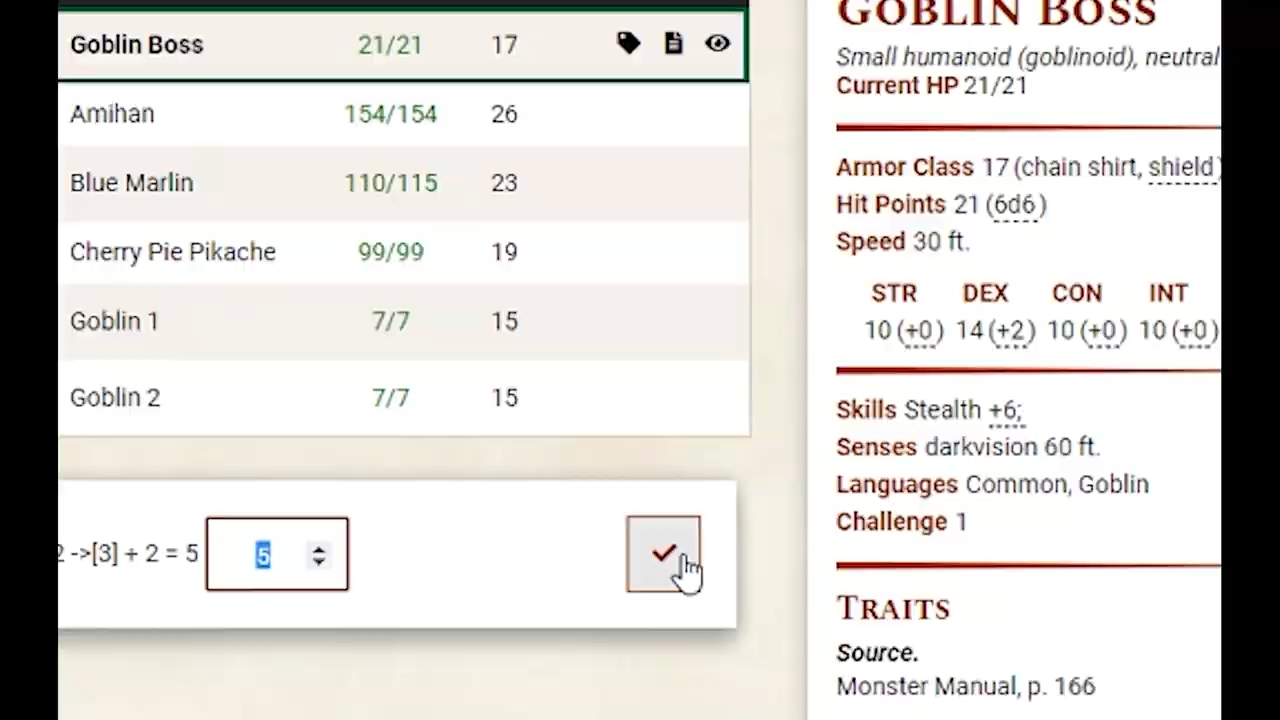 Goblin Boss 21/21 17
Amihan 154/154 26
Blue Marlin 110/115 23
Cherry Pie Pikache 99/99 19
Goblin 1 7/7 15
Goblin 2 7/7 15
2 ->[3] + 2 = 5 5
GOBLIN BOSS
Small humanoid (goblinoid), neutral
Current HP 21/21
Armor Class 17 (chain shirt, shield)
Hit Points 21 (6d6)
Speed 30 ft.
STR DEX CON INT
10 (+0) 14 (+2) 10 (+0) 10 (+0)
Skills Stealth +6;
Senses darkvision 60 ft.
Languages Common, Goblin
Challenge 1
TRAITS
Source.
Monster Manual, p. 166